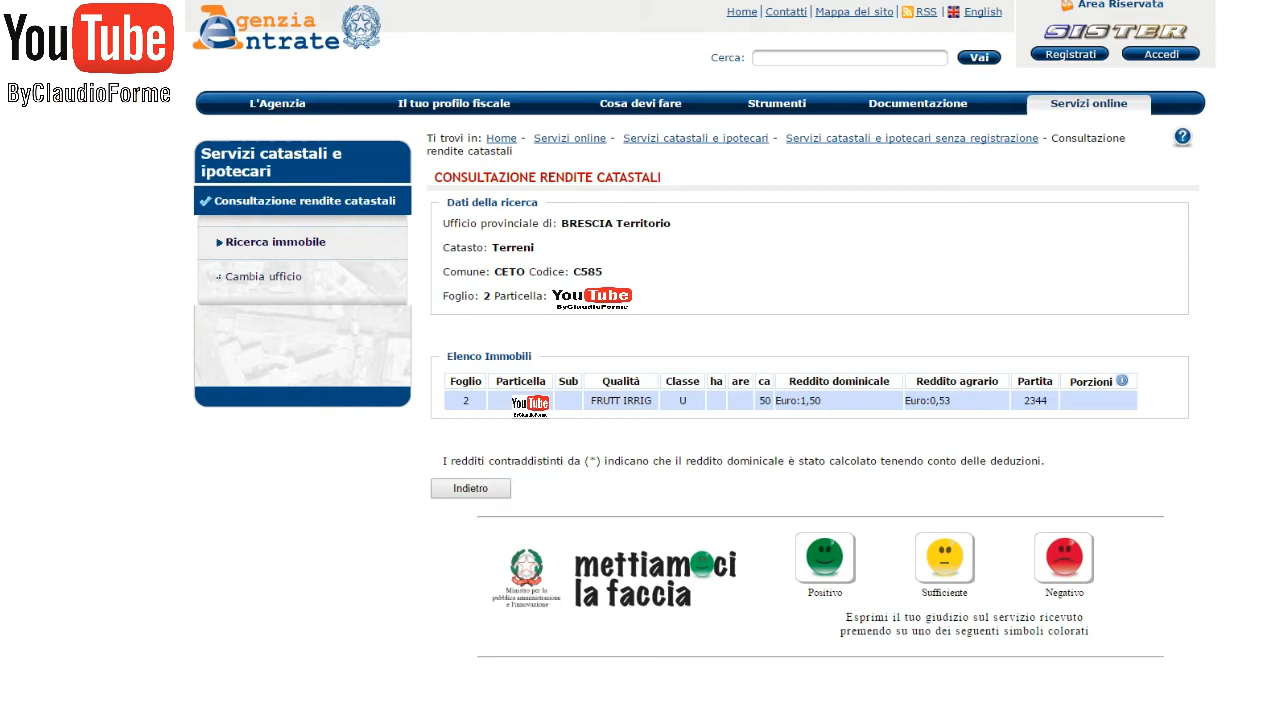 YouTube
ByClaudioForme
Agenzia
Entrate
Home | Contatti | Mappa del sito | RSS | English
Area Riservata
SISTER
Registrati Accedi
Cerca: Vai
L'Agenzia Il tuo profilo fiscale Cosa devi fare Strumenti Documentazione Servizi online
Servizi catastali e
ipotecari
Consultazione rendite catastali
Ricerca immobile
Cambia ufficio
Ti trovi in: Home - Servizi online - Servizi catastali e ipotecari - Servizi catastali e ipotecari senza registrazione - Consultazione
rendite catastali
?
CONSULTAZIONE RENDITE CATASTALI
Dati della ricerca
Ufficio provinciale di: BRESCIA Territorio
Catasto: Terreni
Comune: CETO Codice: C585
Foglio: 2 Particella: YouTube
ByClaudioForme
Elenco Immobili
Foglio Particella Sub Qualità Classe ha are ca Reddito dominicale Reddito agrario Partita Porzioni
2 YouTube FRUTT IRRIG U 50 Euro:1,50 Euro:0,53 2344
ByClaudioForme
I redditi contraddistinti da (*) indicano che il reddito dominicale è stato calcolato tenendo conto delle deduzioni.
Indietro
Ministro per la
pubblica amministrazione
e l'innovazione
mettiamoci
la faccia
Positivo Sufficiente Negativo
Esprimi il tuo giudizio sul servizio ricevuto
premendo su uno dei seguenti simboli colorati